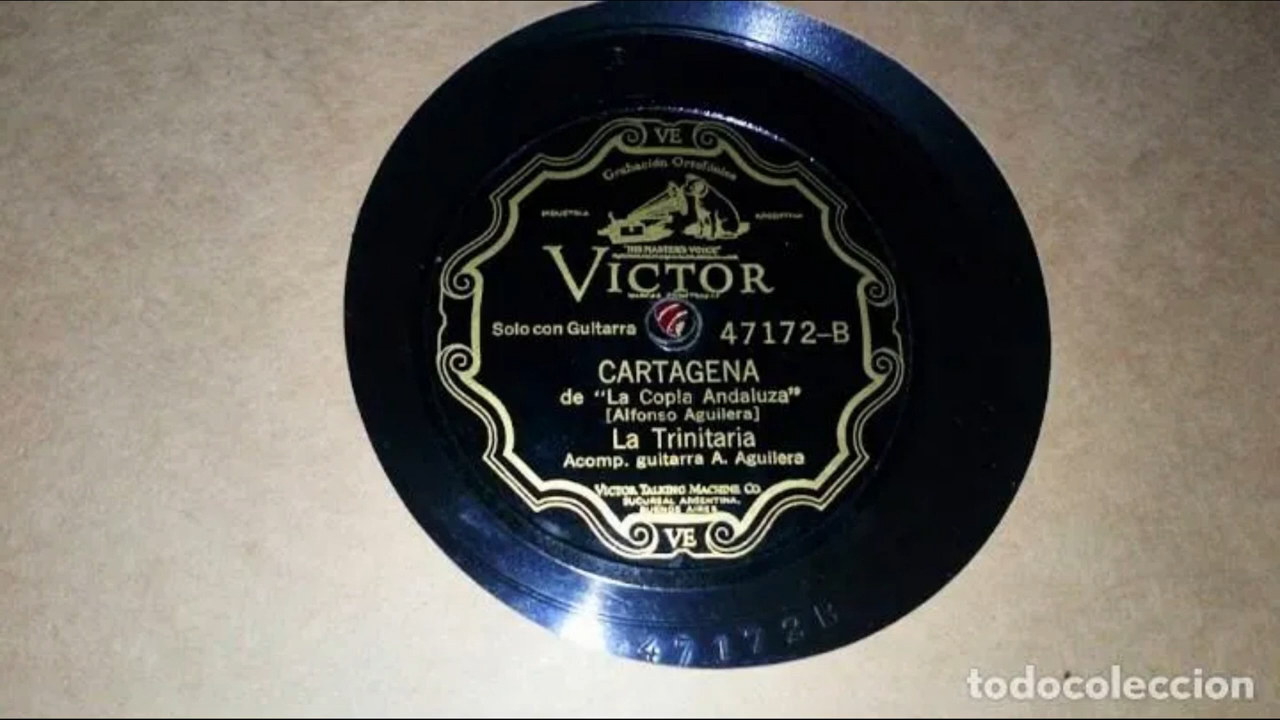 VE
Grabación Ortofónica
INDUSTRIA ARGENTINA
"HIS MASTER'S VOICE"
VICTOR
Solo con Guitarra 47172-B
CARTAGENA
de "La Copla Andaluza"
[Alfonso Aguilera]
La Trinitaria
Acomp. guitarra A. Aguilera
VICTOR TALKING MACHINE CO.
SUCURSAL ARGENTINA,
BUENOS AIRES
VE
47172B
todocoleccion